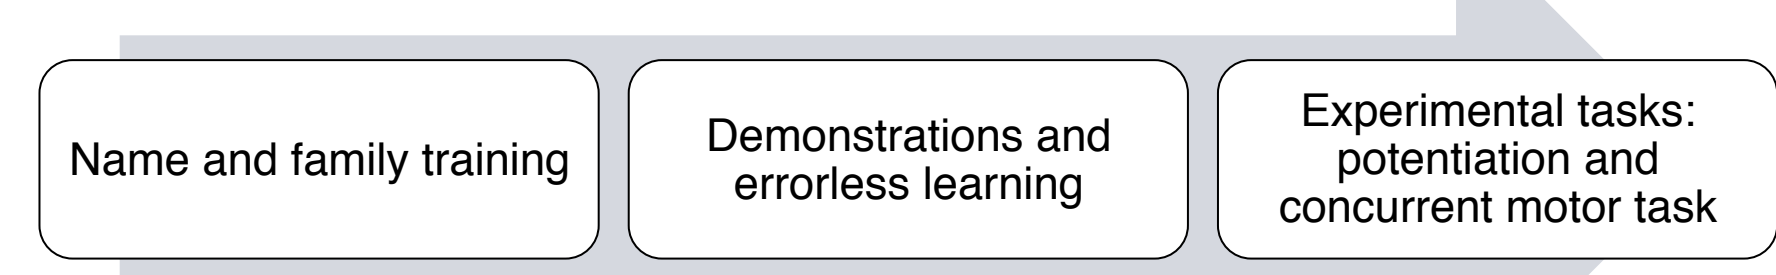 Name and family training
Demonstrations and
errorless learning
Experimental tasks:
potentiation and
concurrent motor task